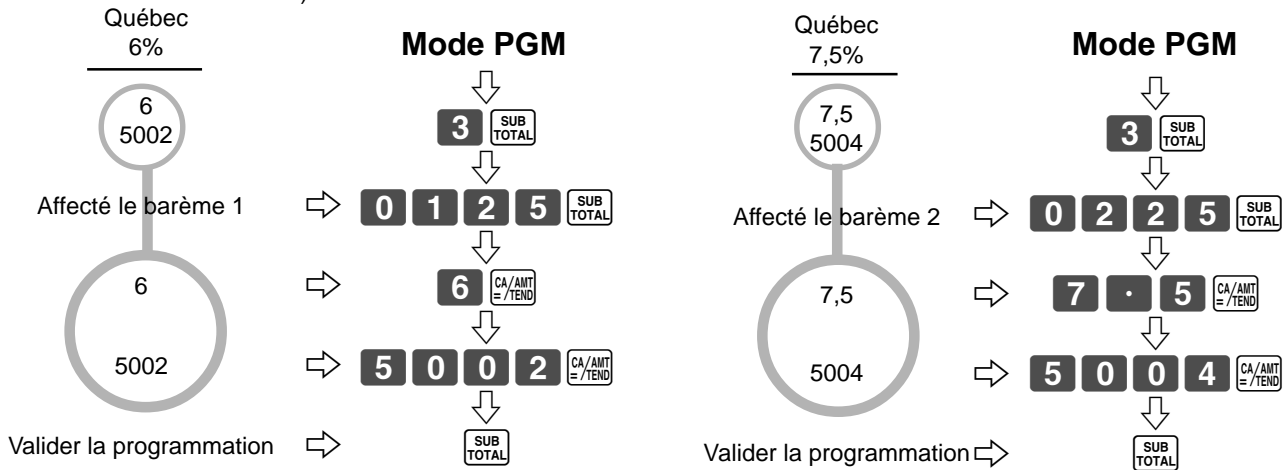 Québec
6%
Mode PGM
6
5002
3 SUB TOTAL
Affecté le barème 1
0 1 2 5 SUB TOTAL
6
6 CA/AMT = /TEND
5002
5 0 0 2 CA/AMT = /TEND
Valider la programmation
SUB TOTAL
Québec
7,5%
Mode PGM
7,5
5004
3 SUB TOTAL
Affecté le barème 2
0 2 2 5 SUB TOTAL
7,5
7 · 5 CA/AMT = /TEND
5004
5 0 0 4 CA/AMT = /TEND
Valider la programmation
SUB TOTAL